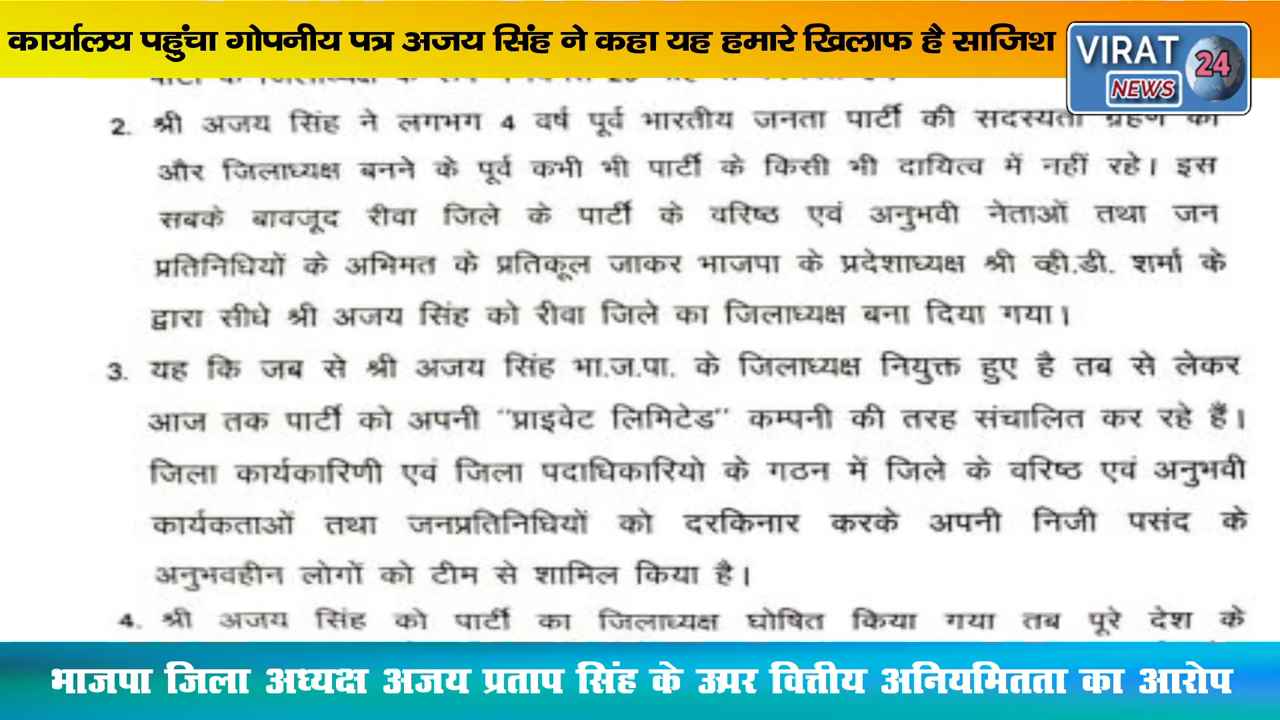 कार्यालय पहुंचा गोपनीय पत्र अजय सिंह ने कहा यह हमारे खिलाफ है साजिश
VIRAT
24
NEWS
2. श्री अजय सिंह ने लगभग 4 वर्ष पूर्व भारतीय जनता पार्टी की सदस्यता ग्रहण की
और जिलाध्यक्ष बनने के पूर्व कभी भी पार्टी के किसी भी दायित्व में नहीं रहे। इस
सबके बावजूद रीवा जिले के पार्टी के वरिष्ठ एवं अनुभवी नेताओं तथा जन
प्रतिनिधियों के अभिमत के प्रतिकूल जाकर भाजपा के प्रदेशाध्यक्ष श्री व्ही.डी. शर्मा के
द्वारा सीधे श्री अजय सिंह को रीवा जिले का जिलाध्यक्ष बना दिया गया।
3. यह कि जब से श्री अजय सिंह भा.ज.पा. के जिलाध्यक्ष नियुक्त हुए है तब से लेकर
आज तक पार्टी को अपनी "प्राइवेट लिमिटेड" कम्पनी की तरह संचालित कर रहे हैं।
जिला कार्यकारिणी एवं जिला पदाधिकारियो के गठन में जिले के वरिष्ठ एवं अनुभवी
कार्यकताओं तथा जनप्रतिनिधियों को दरकिनार करके अपनी निजी पसंद के
अनुभवहीन लोगों को टीम से शामिल किया है।
4. श्री अजय सिंह को पार्टी का जिलाध्यक्ष घोषित किया गया तब पूरे देश के
भाजपा जिला अध्यक्ष अजय प्रताप सिंह के उपर वित्तीय अनियमितता का आरोप